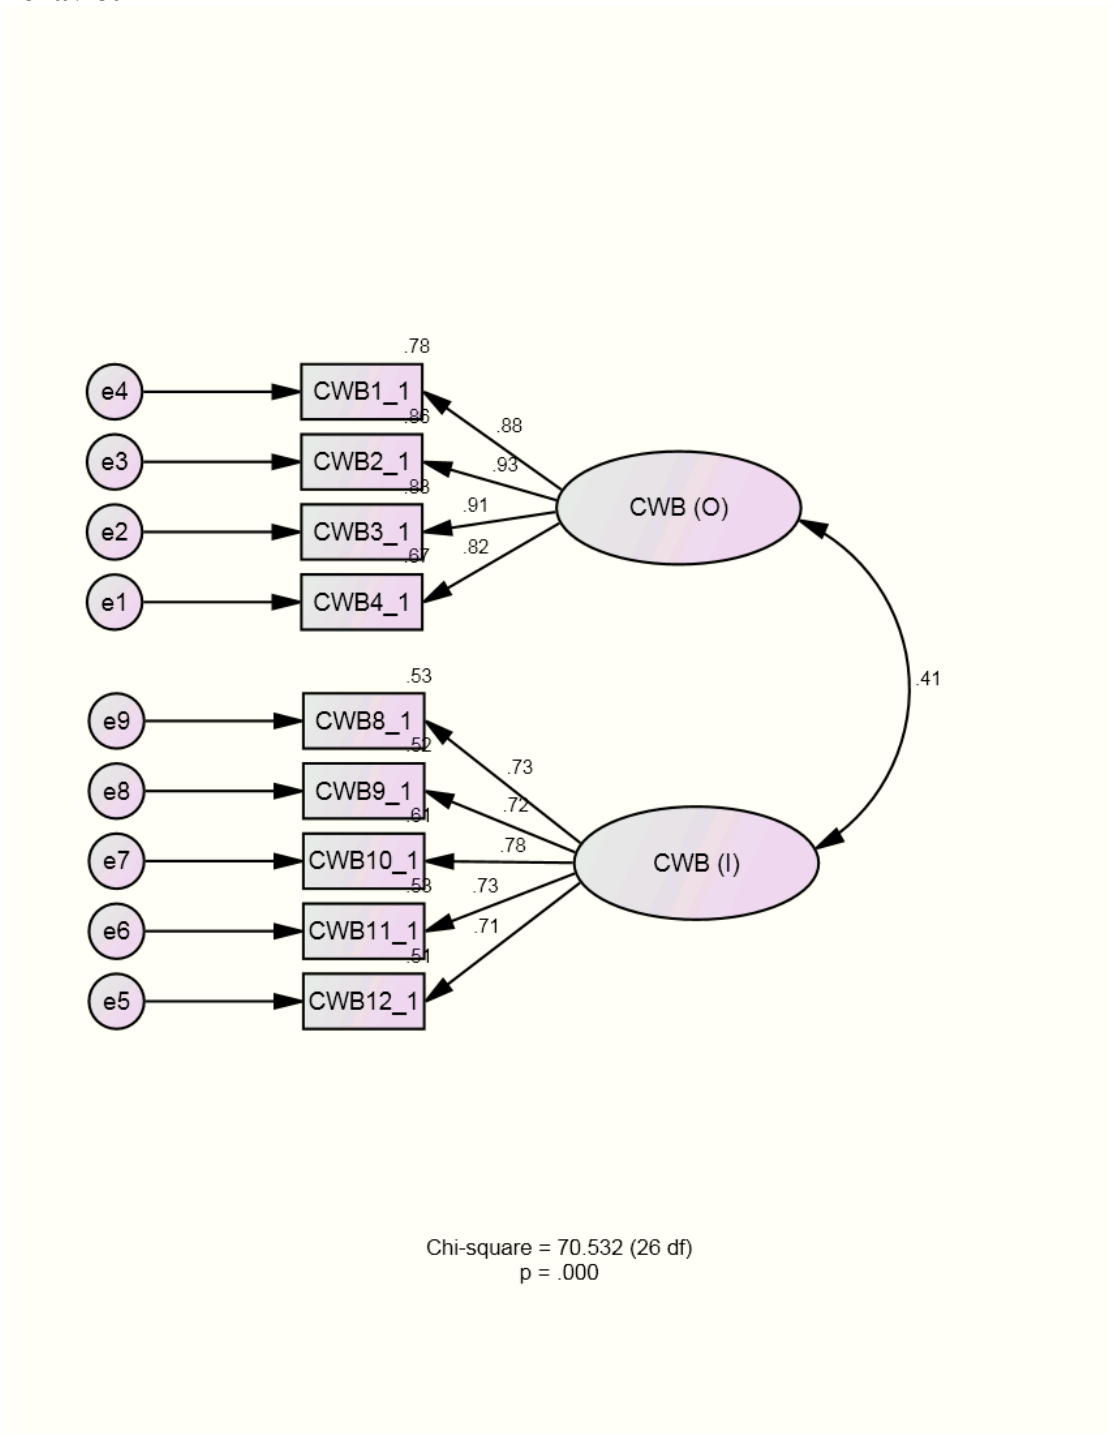 .78
e4 CWB1_1
.88
.86
e3 CWB2_1
.93
CWB (O)
.83
e2 CWB3_1
.91
.67
e1 CWB4_1
.82
.41
.53
e9 CWB8_1
.73
.52
e8 CWB9_1
.72
.61
e7 CWB10_1
.78
CWB (I)
.53
e6 CWB11_1
.73
.51
e5 CWB12_1
.71
Chi-square = 70.532 (26 df)
p = .000